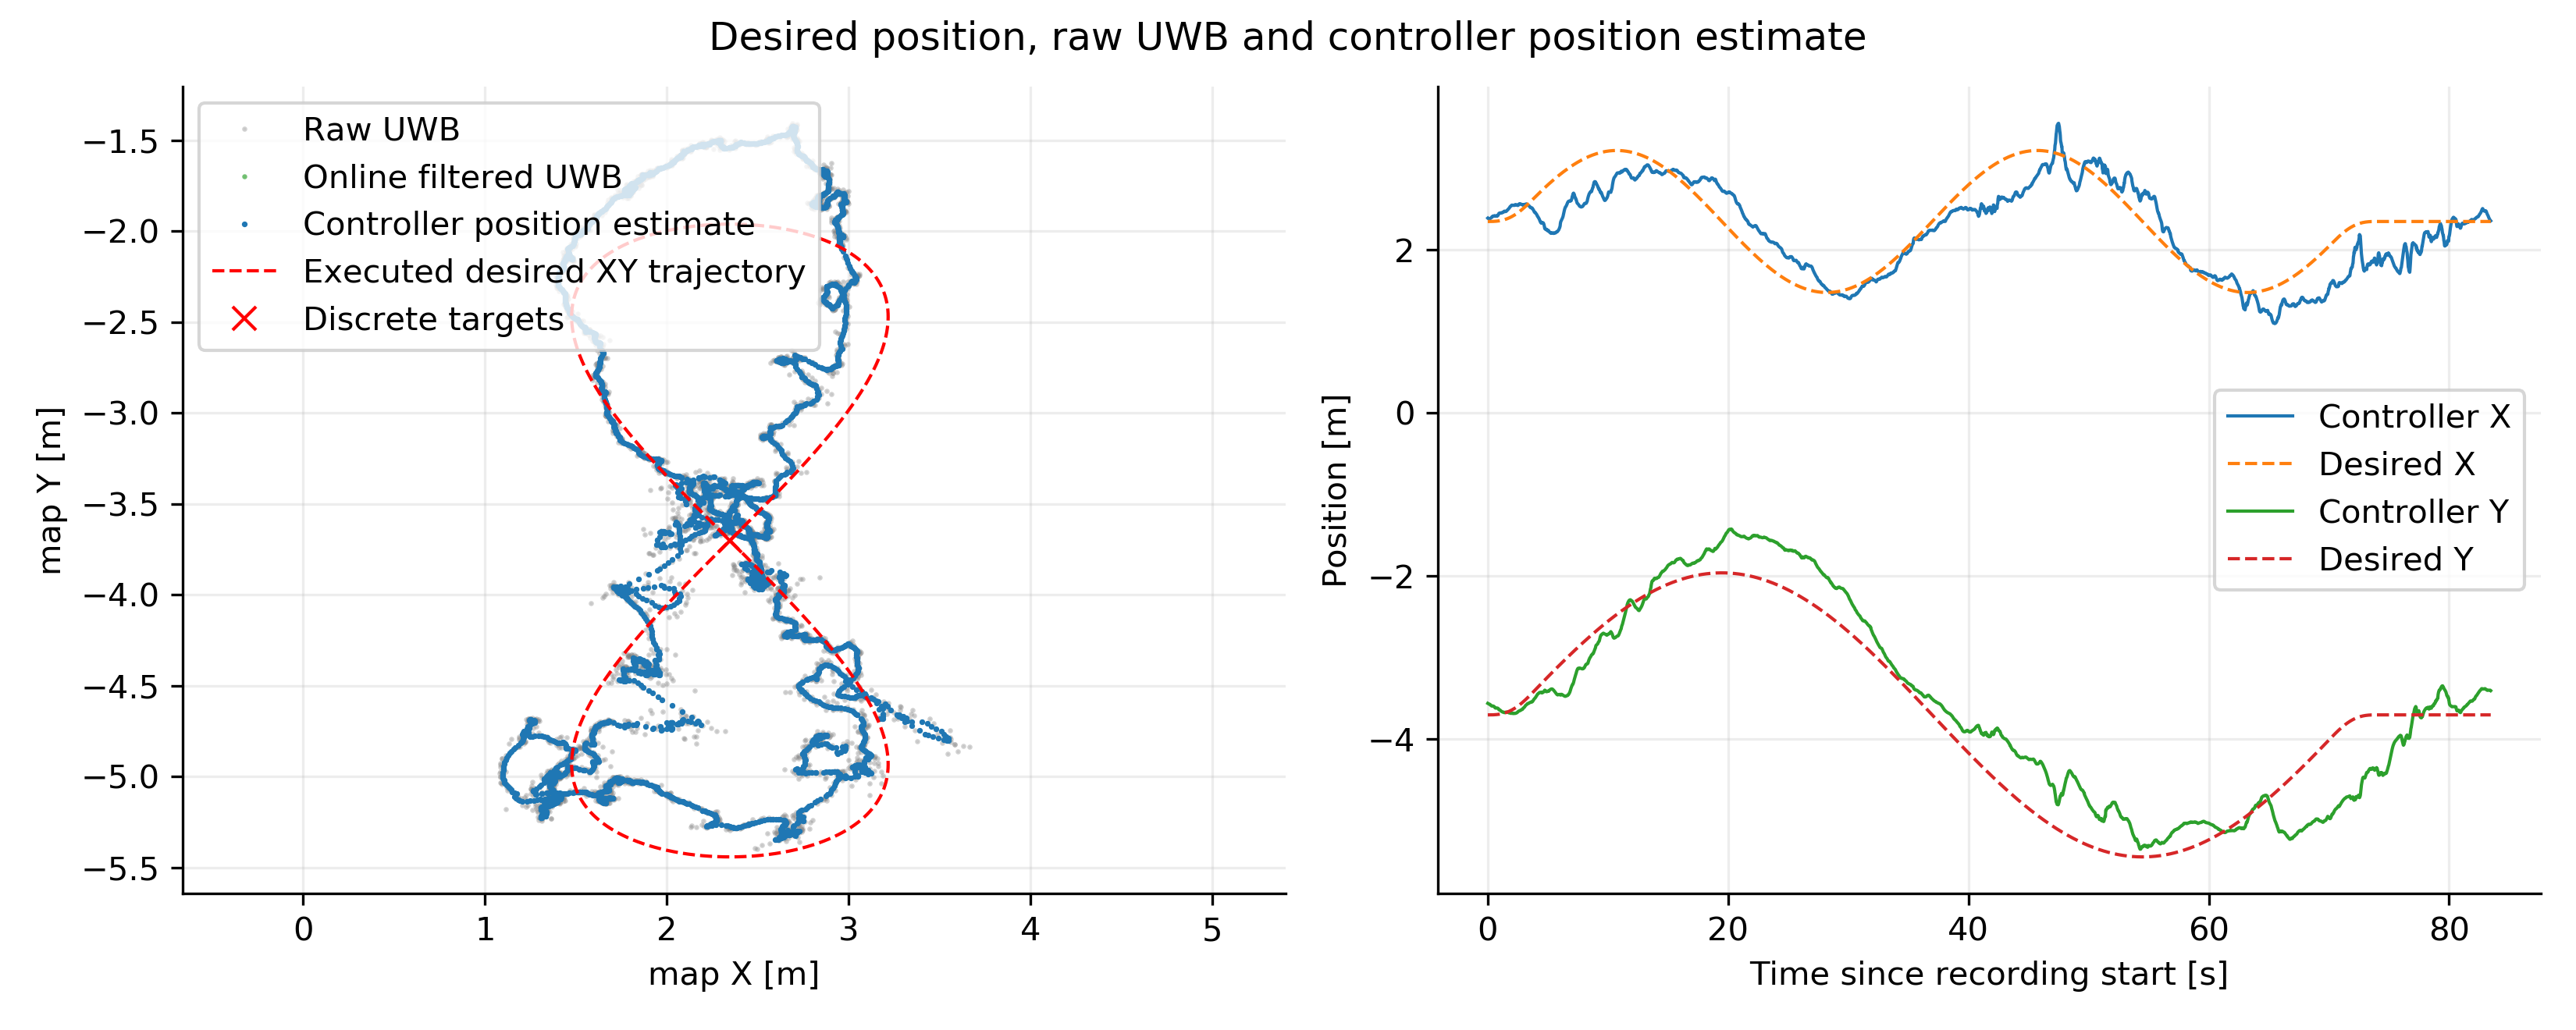 Desired position, raw UWB and controller position estimate
Raw UWB
Online filtered UWB
Controller position estimate
Executed desired XY trajectory
Discrete targets
−1.5
−2.0
−2.5
−3.0
−3.5
−4.0
−4.5
−5.0
−5.5
map Y [m]
0 1 2 3 4 5
map X [m]
Controller X
Desired X
Controller Y
Desired Y
2
0
−2
−4
Position [m]
0 20 40 60 80
Time since recording start [s]